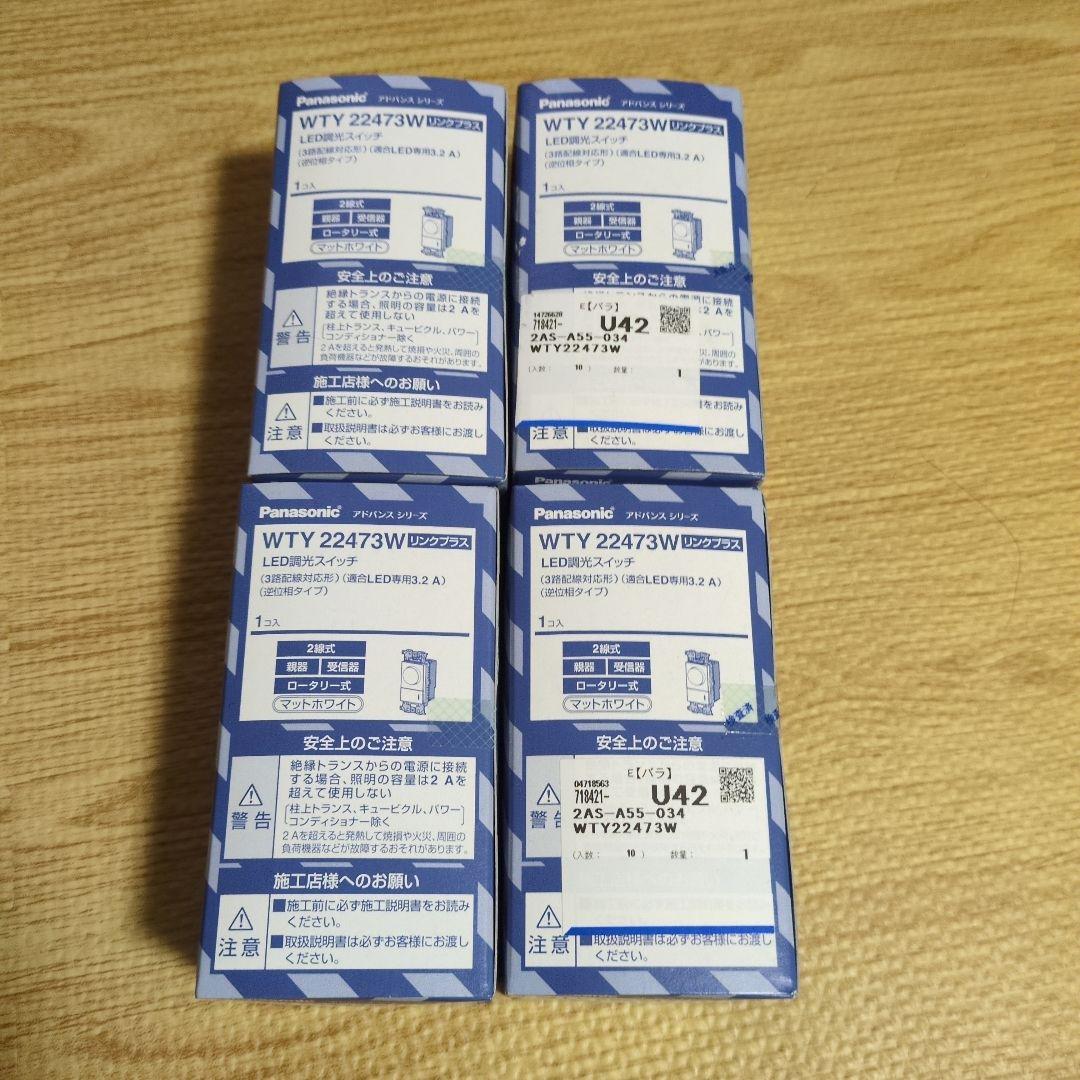 Panasonic アドバンス シリーズ
WTY 22473W リンクプラス
LED調光スイッチ
(3路配線対応形)(適合LED専用3.2 A)
(逆位相タイプ)
1コ入
2線式
親器 受信器
ロータリー式
マットホワイト
安全上のご注意
警告
絶縁トランスからの電源に接続
する場合、照明の容量は2 Aを
超えて使用しない
[柱上トランス、キュービクル、パワー
コンディショナー除く]
2 Aを超えると発熱して焼損や火災、周囲の
負荷機器などが故障するおそれがあります。
施工店様へのお願い
注意
■施工前に必ず施工説明書をお読み
ください。
■取扱説明書は必ずお客様にお渡し
ください。
Panasonic アドバンス シリーズ
WTY 22473W リンクプラス
LED調光スイッチ
(3路配線対応形)(適合LED専用3.2 A)
(逆位相タイプ)
1コ入
2線式
親器 受信器
ロータリー式
マットホワイト
安全上のご注意
ε【バラ】
14726628
718421- U42
2AS-A55-034
WTY22473W
(入数: 10 ) 数量: 1
をお読み
注意
ください。
Panasonic アドバンス シリーズ
WTY 22473W リンクプラス
LED調光スイッチ
(3路配線対応形)(適合LED専用3.2 A)
(逆位相タイプ)
1コ入
2線式
親器 受信器
ロータリー式
マットホワイト
安全上のご注意
警告
絶縁トランスからの電源に接続
する場合、照明の容量は2 Aを
超えて使用しない
[柱上トランス、キュービクル、パワー
コンディショナー除く]
2 Aを超えると発熱して焼損や火災、周囲の
負荷機器などが故障するおそれがあります。
施工店様へのお願い
注意
■施工前に必ず施工説明書をお読み
ください。
■取扱説明書は必ずお客様にお渡し
ください。
Panasonic
Panasonic アドバンス シリーズ
WTY 22473W リンクプラス
LED調光スイッチ
(3路配線対応形)(適合LED専用3.2 A)
(逆位相タイプ)
1コ入
2線式
親器 受信器
ロータリー式
マットホワイト
検査済
安全上のご注意
ε【バラ】
04718563
718421- U42
2AS-A55-034
WTY22473W
(入数: 10 ) 数量: 1
注意
■取扱説明書は必ずお客様にお渡し
ください。